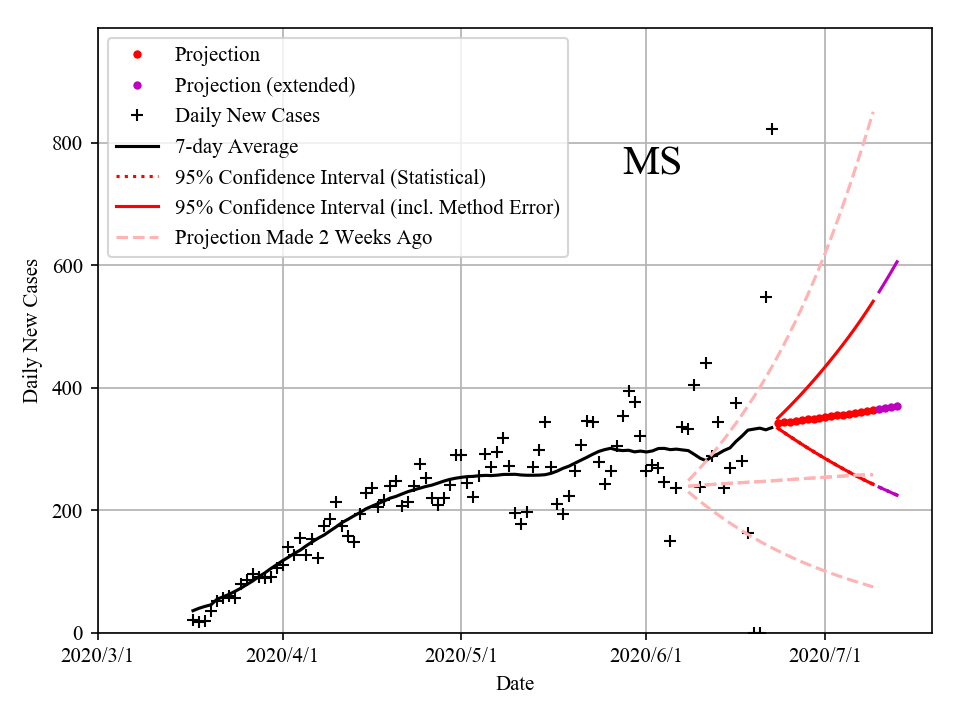 Projection
Projection (extended)
Daily New Cases
7-day Average
95% Confidence Interval (Statistical)
95% Confidence Interval (incl. Method Error)
Projection Made 2 Weeks Ago
MS
800
600
400
200
0
Daily New Cases
2020/3/1 2020/4/1 2020/5/1 2020/6/1 2020/7/1
Date